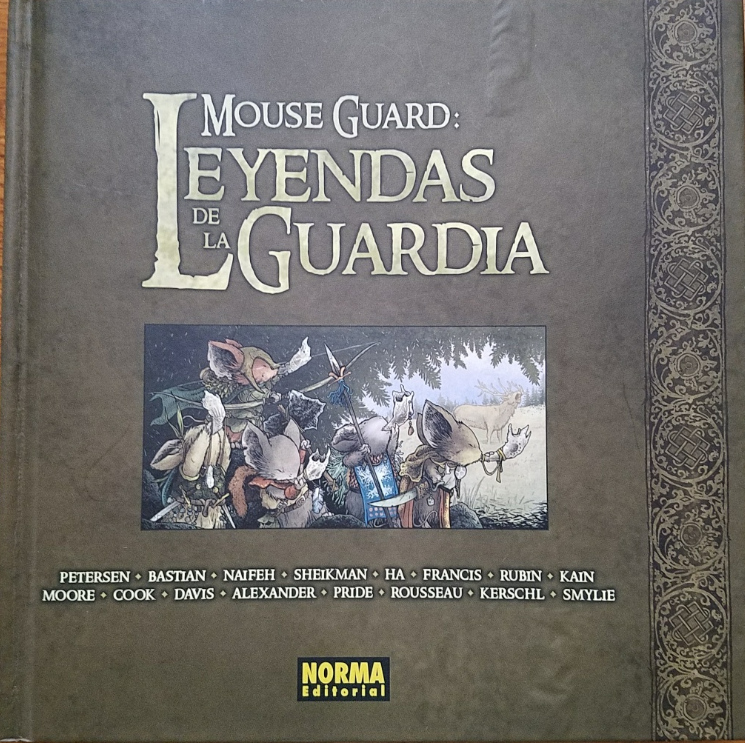 MOUSE GUARD:
LEYENDAS
DE LA GUARDIA
PETERSEN • BASTIAN • NAIFEH • SHEIKMAN • HA • FRANCIS • RUBIN • KAIN
MOORE • COOK • DAVIS • ALEXANDER • PRIDE • ROUSSEAU • KERSCHL • SMYLIE
NORMA
Editorial